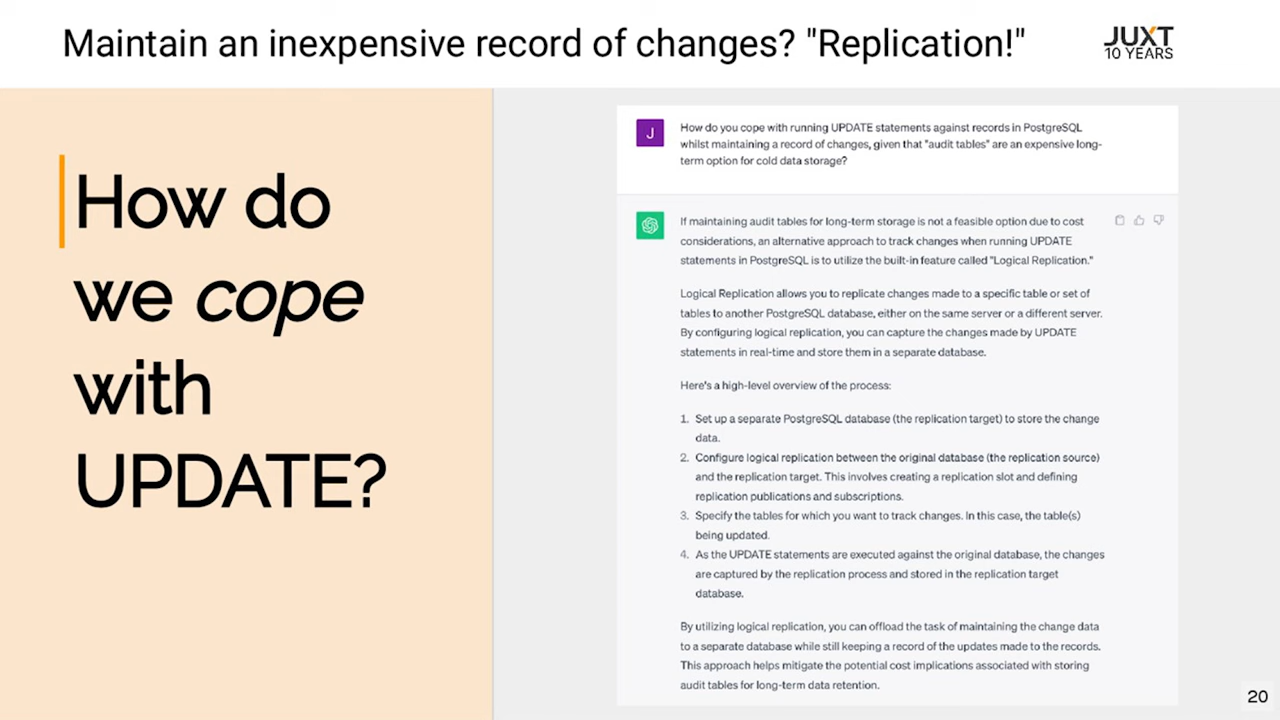 Maintain an inexpensive record of changes? "Replication!"
JUXT
10 YEARS
How do
we cope
with
UPDATE?
J
How do you cope with running UPDATE statements against records in PostgreSQL
whilst maintaining a record of changes, given that "audit tables" are an expensive long-
term option for cold data storage?
If maintaining audit tables for long-term storage is not a feasible option due to cost
considerations, an alternative approach to track changes when running UPDATE
statements in PostgreSQL is to utilize the built-in feature called "Logical Replication."
Logical Replication allows you to replicate changes made to a specific table or set of
tables to another PostgreSQL database, either on the same server or a different server.
By configuring logical replication, you can capture the changes made by UPDATE
statements in real-time and store them in a separate database.
Here's a high-level overview of the process:
1. Set up a separate PostgreSQL database (the replication target) to store the change
data.
2. Configure logical replication between the original database (the replication source)
and the replication target. This involves creating a replication slot and defining
replication publications and subscriptions.
3. Specify the tables for which you want to track changes. In this case, the table(s)
being updated.
4. As the UPDATE statements are executed against the original database, the changes
are captured by the replication process and stored in the replication target
database.
By utilizing logical replication, you can offload the task of maintaining the change data
to a separate database while still keeping a record of the updates made to the records.
This approach helps mitigate the potential cost implications associated with storing
audit tables for long-term data retention.
20